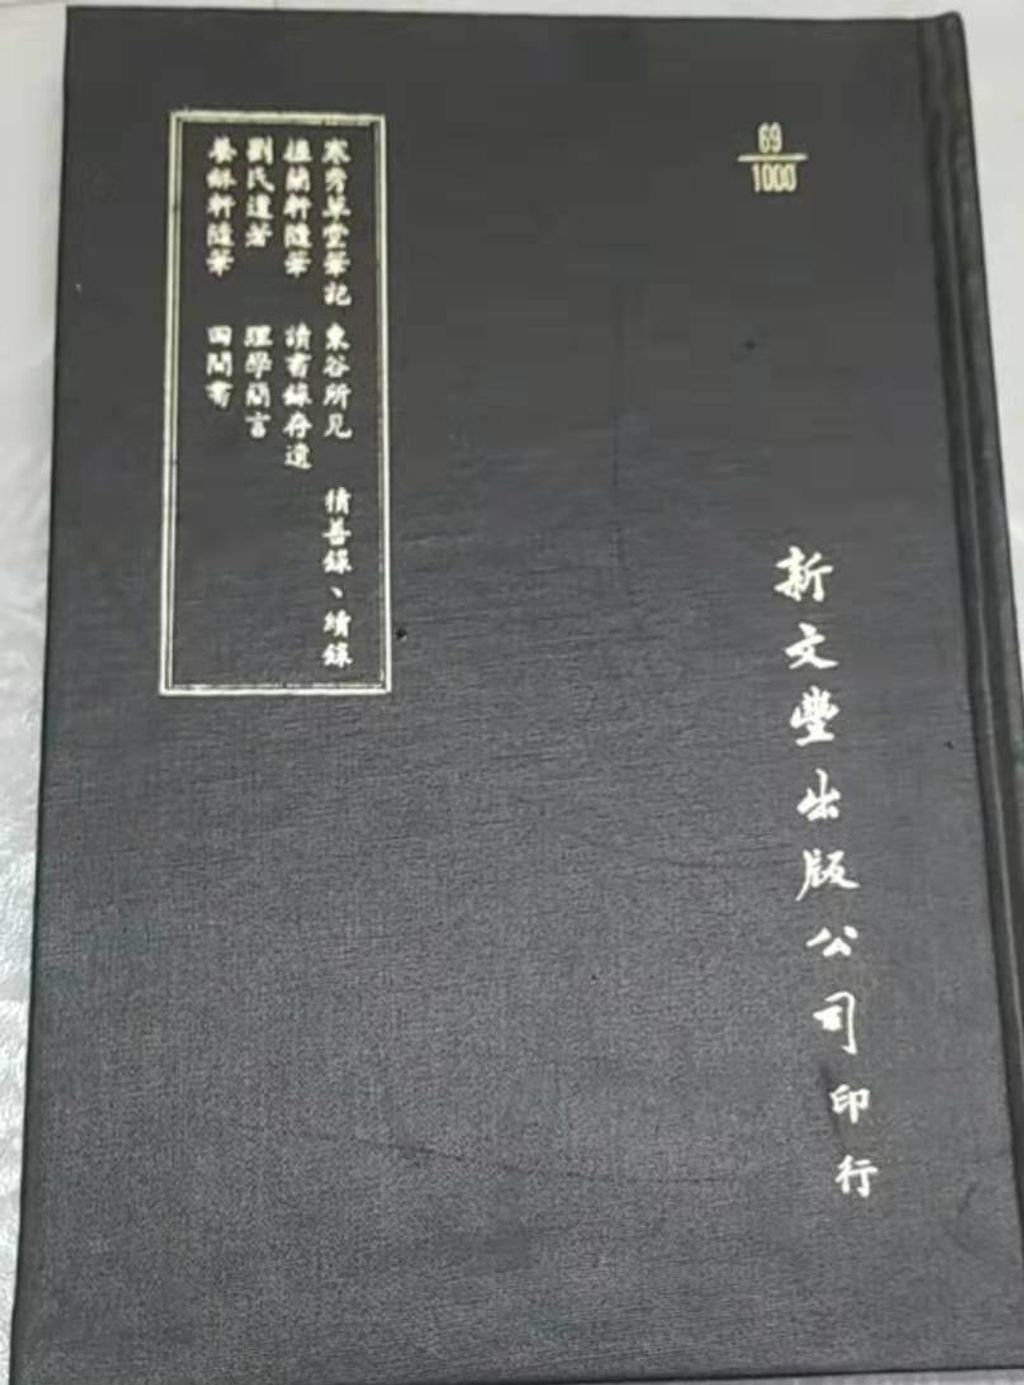 69
1000
新文豐出版公司印行
寒秀草堂筆記 東谷所見 積善錄、續錄
蘭軒隨筆 讀書錄存遺
劉氏遺著 理學簡言
養龢軒隨筆 田間書